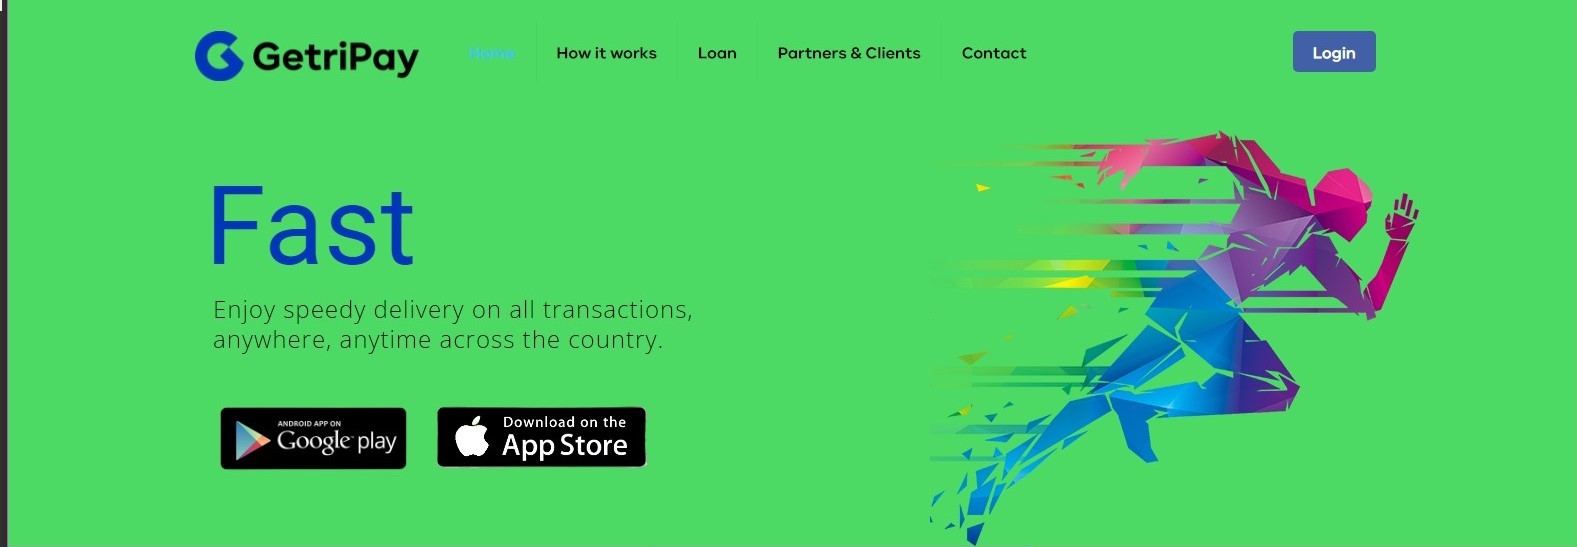 GetriPay
Home
How it works
Loan
Partners & Clients
Contact
Login
Fast
Enjoy speedy delivery on all transactions,
anywhere, anytime across the country.
ANDROID APP ON
Google play
Download on the
App Store